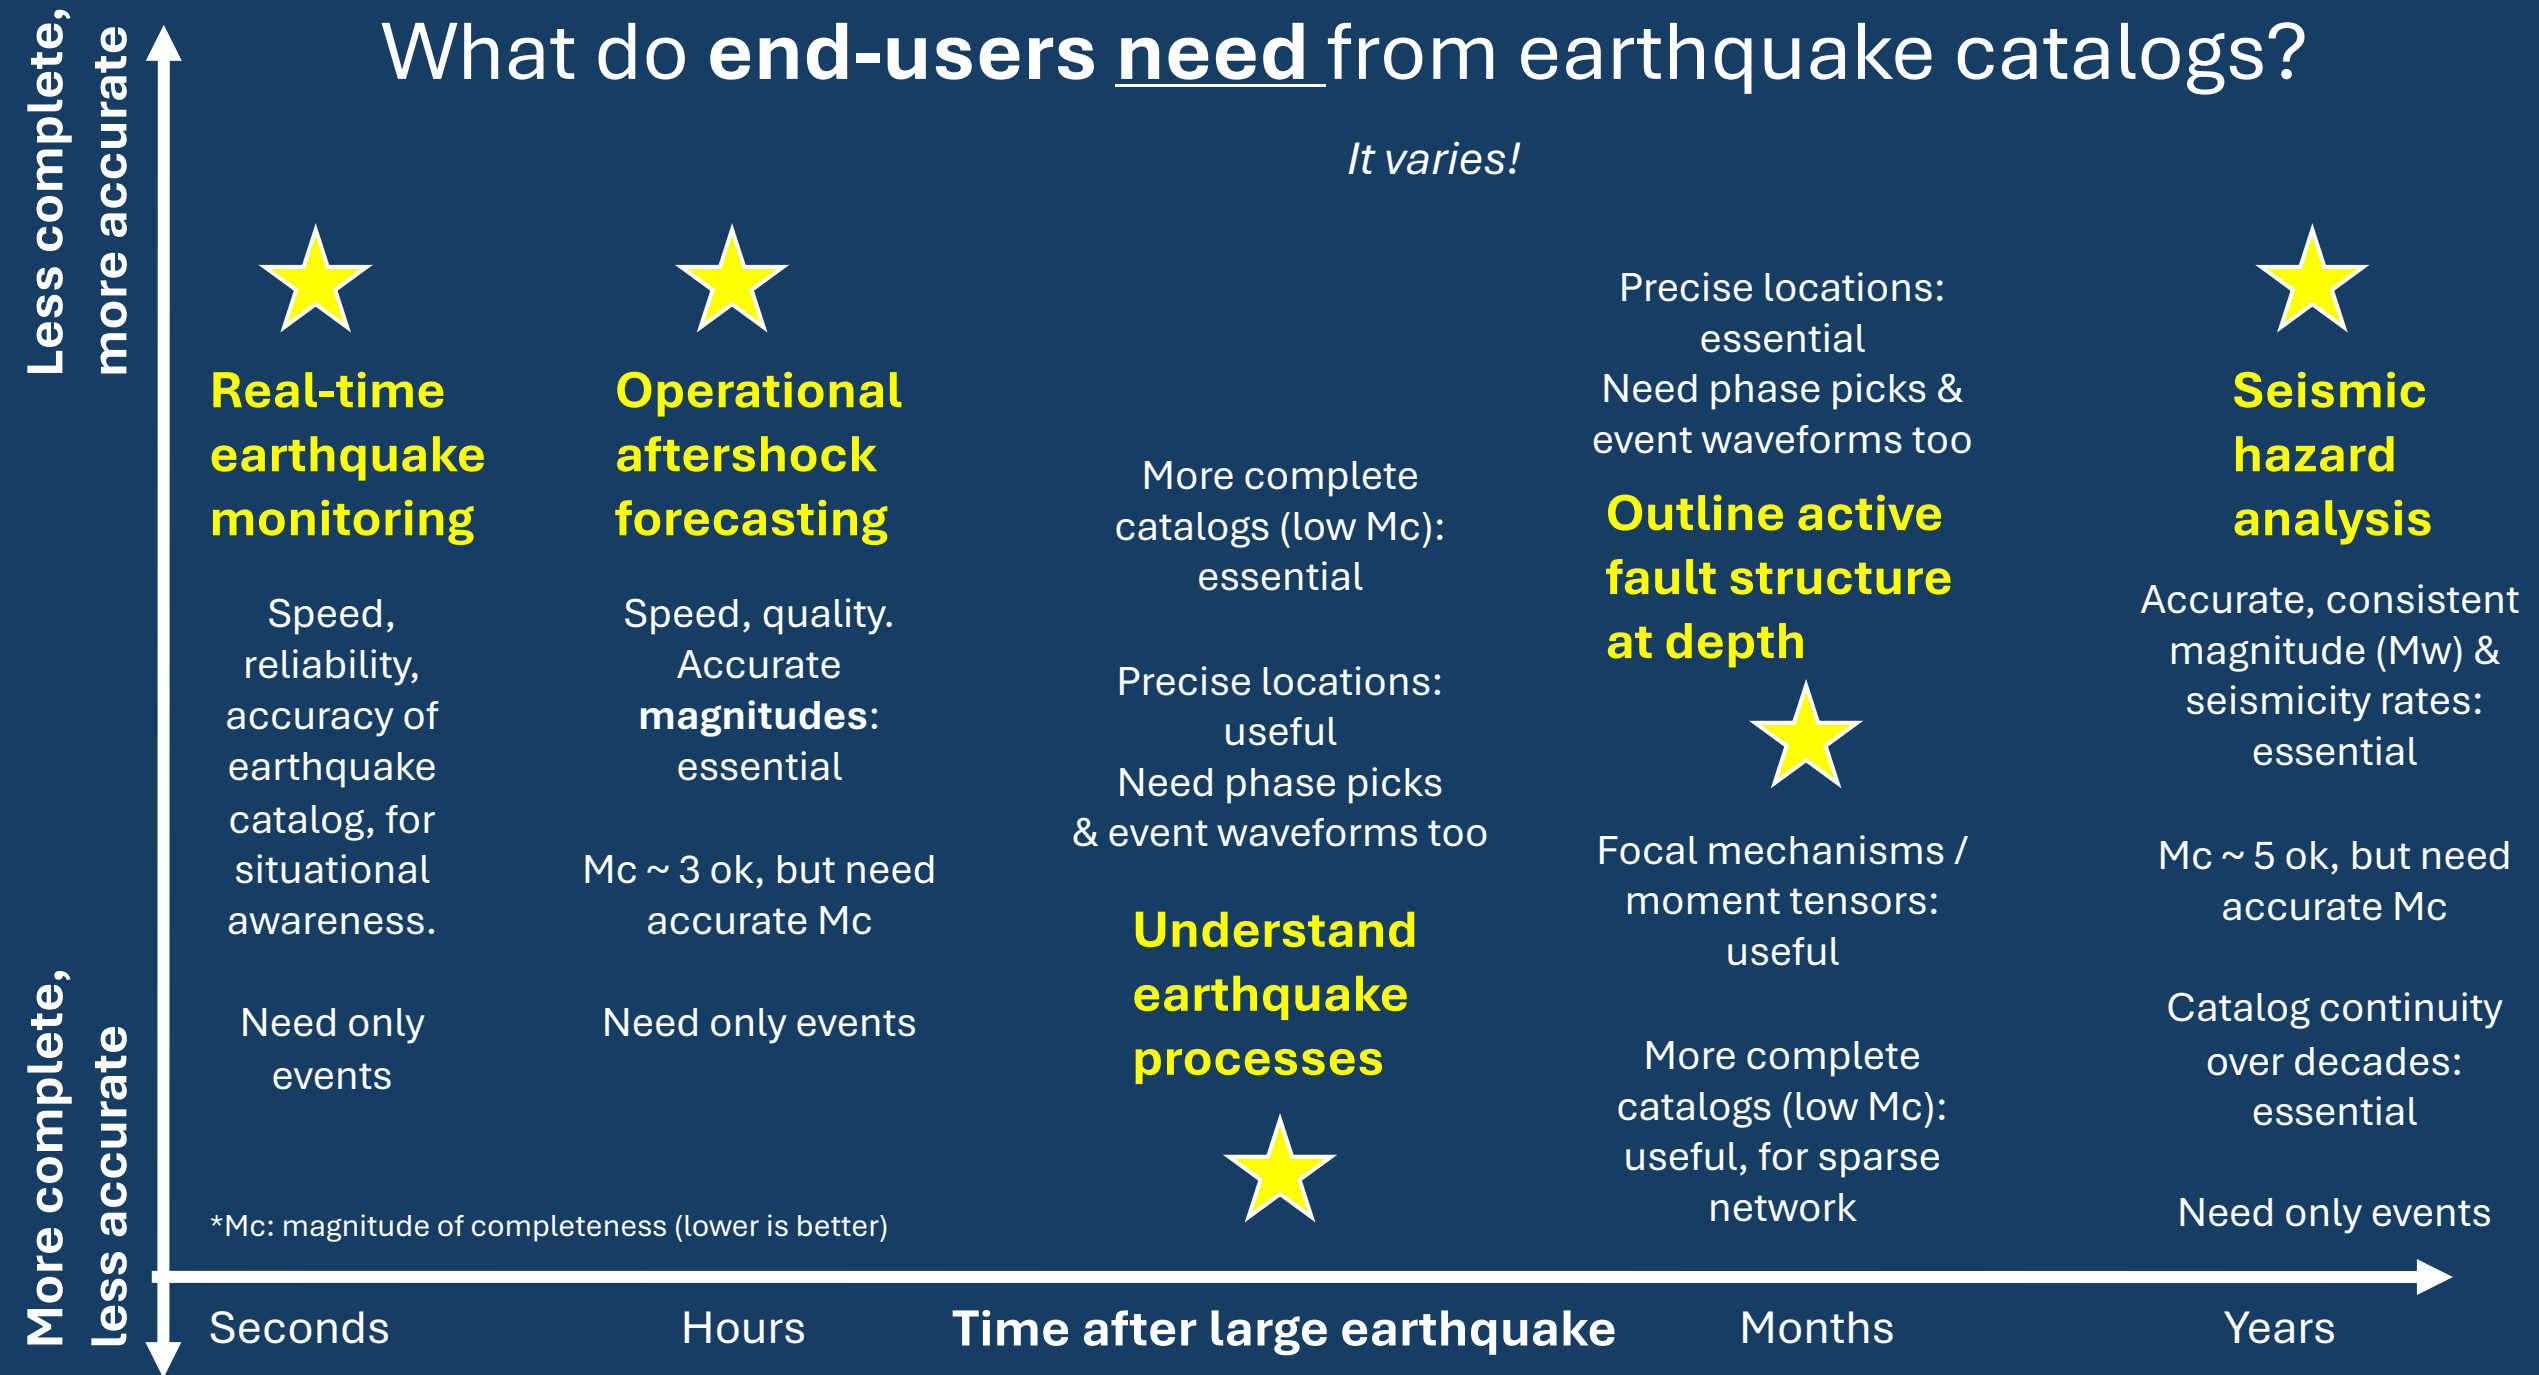 What do end-users need from earthquake catalogs?
It varies!
Less complete,
more accurate
More complete,
less accurate
Real-time
earthquake
monitoring
Speed,
reliability,
accuracy of
earthquake
catalog, for
situational
awareness.
Need only
events
Operational
aftershock
forecasting
Speed, quality.
Accurate
magnitudes:
essential
Mc ~ 3 ok, but need
accurate Mc
Need only events
More complete
catalogs (low Mc):
essential
Precise locations:
useful
Need phase picks
& event waveforms too
Understand
earthquake
processes
Precise locations:
essential
Need phase picks &
event waveforms too
Outline active
fault structure
at depth
Focal mechanisms /
moment tensors:
useful
More complete
catalogs (low Mc):
useful, for sparse
network
Seismic
hazard
analysis
Accurate, consistent
magnitude (Mw) &
seismicity rates:
essential
Mc ~ 5 ok, but need
accurate Mc
Catalog continuity
over decades:
essential
Need only events
*Mc: magnitude of completeness (lower is better)
Seconds
Hours
Time after large earthquake
Months
Years